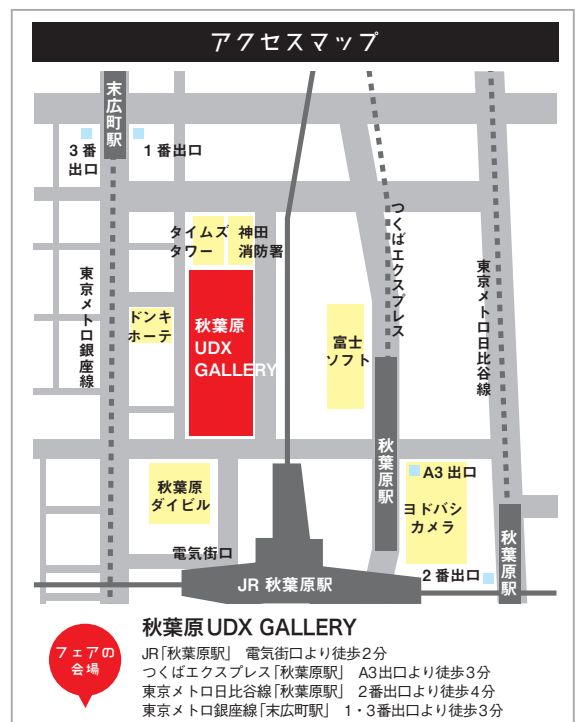 アクセスマップ
末広町駅
3番
出口
1番出口
タイムズ
タワー
神田
消防署
つくばエクスプレス
東京メトロ日比谷線
東京メトロ銀座線
ドンキ
ホーテ
秋葉原
UDX
GALLERY
富士
ソフト
秋葉原駅
A3出口
秋葉原
ダイビル
ヨドバシ
カメラ
秋葉原駅
電気街口
JR 秋葉原駅
2番出口
フェアの
会場
秋葉原UDX GALLERY
JR「秋葉原駅」 電気街口より徒歩2分
つくばエクスプレス「秋葉原駅」 A3出口より徒歩3分
東京メトロ日比谷線「秋葉原駅」 2番出口より徒歩4分
東京メトロ銀座線「末広町駅」 1・3番出口より徒歩3分